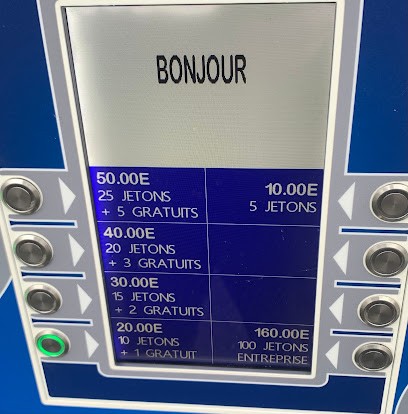 BONJOUR
50.00E
25 JETONS
+ 5 GRATUITS
10.00E
5 JETONS
40.00E
20 JETONS
+ 3 GRATUITS
30.00E
15 JETONS
+ 2 GRATUITS
20.00E
10 JETONS
+ 1 GRATUIT
160.00E
100 JETONS
ENTREPRISE